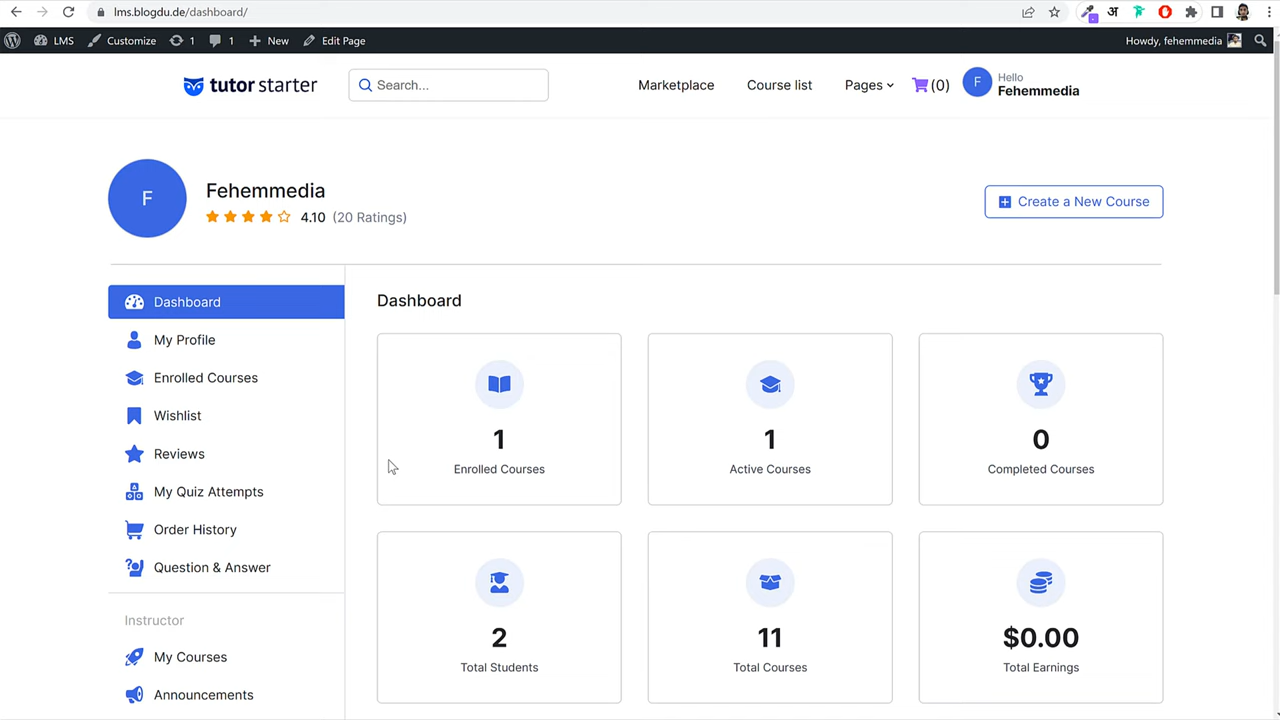 lms.blogdu.de/dashboard/
अ
LMS
Customize
1
1
New
Edit Page
Howdy, fehemmedia
tutor starter
Search...
Marketplace
Course list
Pages
(0)
F
Hello
Fehemmedia
F
Fehemmedia
4.10 (20 Ratings)
Create a New Course
Dashboard
My Profile
Enrolled Courses
Wishlist
Reviews
My Quiz Attempts
Order History
Question & Answer
Instructor
My Courses
Announcements
Dashboard
1
Enrolled Courses
1
Active Courses
0
Completed Courses
2
Total Students
11
Total Courses
$0.00
Total Earnings